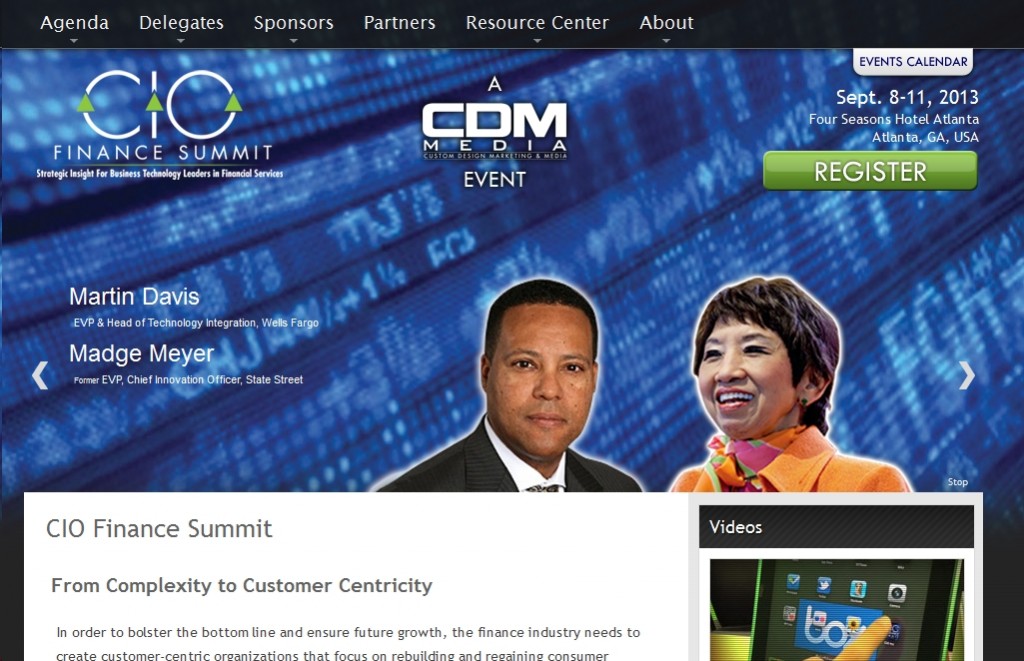 Agenda Delegates Sponsors Partners Resource Center About
EVENTS CALENDAR
CIO
FINANCE SUMMIT
Strategic Insight For Business Technology Leaders in Financial Services
A
CDM
MEDIA
CUSTOM DESIGN MARKETING & MEDIA
EVENT
Sept. 8-11, 2013
Four Seasons Hotel Atlanta
Atlanta, GA, USA
REGISTER
Martin Davis
EVP & Head of Technology Integration, Wells Fargo
Madge Meyer
Former EVP, Chief Innovation Officer, State Street
Stop
CIO Finance Summit
From Complexity to Customer Centricity
In order to bolster the bottom line and ensure future growth, the finance industry needs to
create customer-centric organizations that focus on rebuilding and regaining consumer
Videos
box